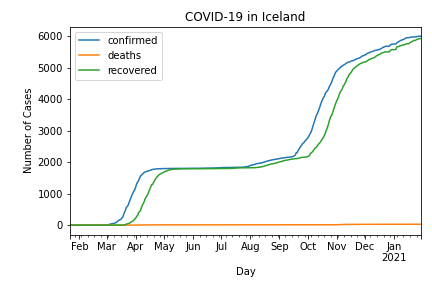 COVID-19 in Iceland
confirmed
deaths
recovered
Number of Cases
6000
5000
4000
3000
2000
1000
0
Feb Mar Apr May Jun Jul Aug Sep Oct Nov Dec Jan
2021
Day